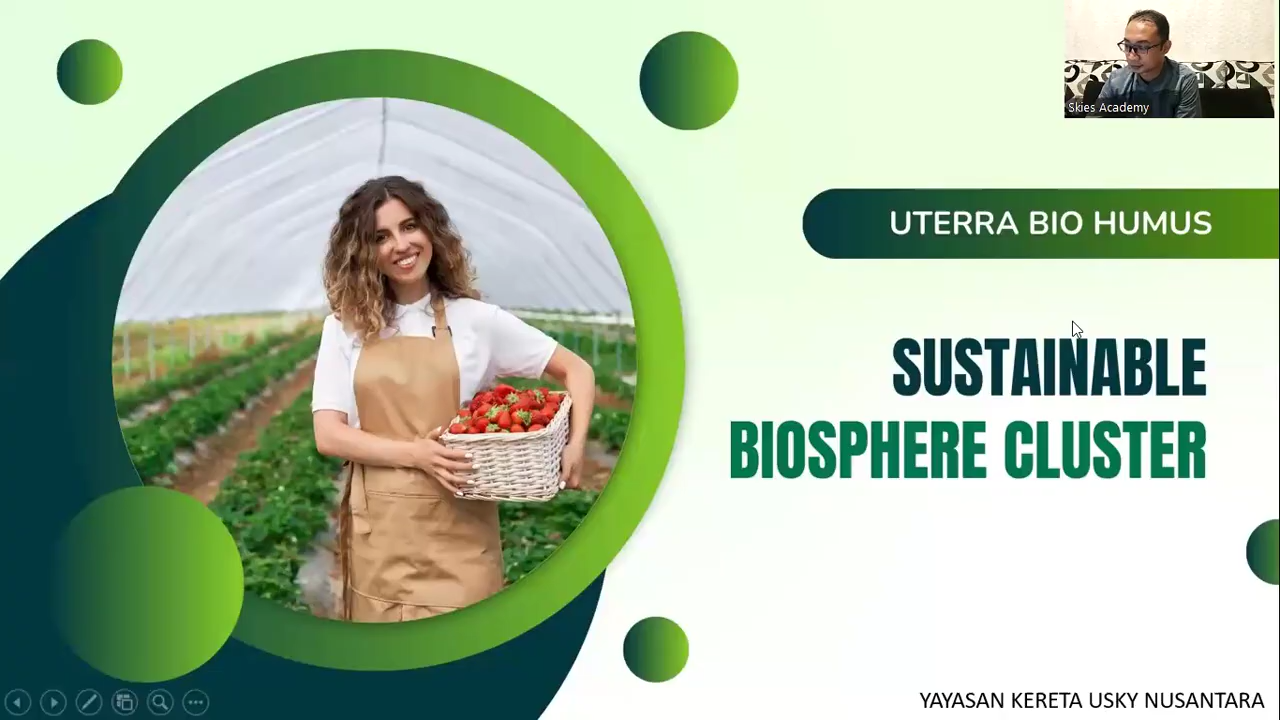 Skies Academy
UTERRA BIO HUMUS
SUSTAINABLE
BIOSPHERE CLUSTER
YAYASAN KERETA USKY NUSANTARA